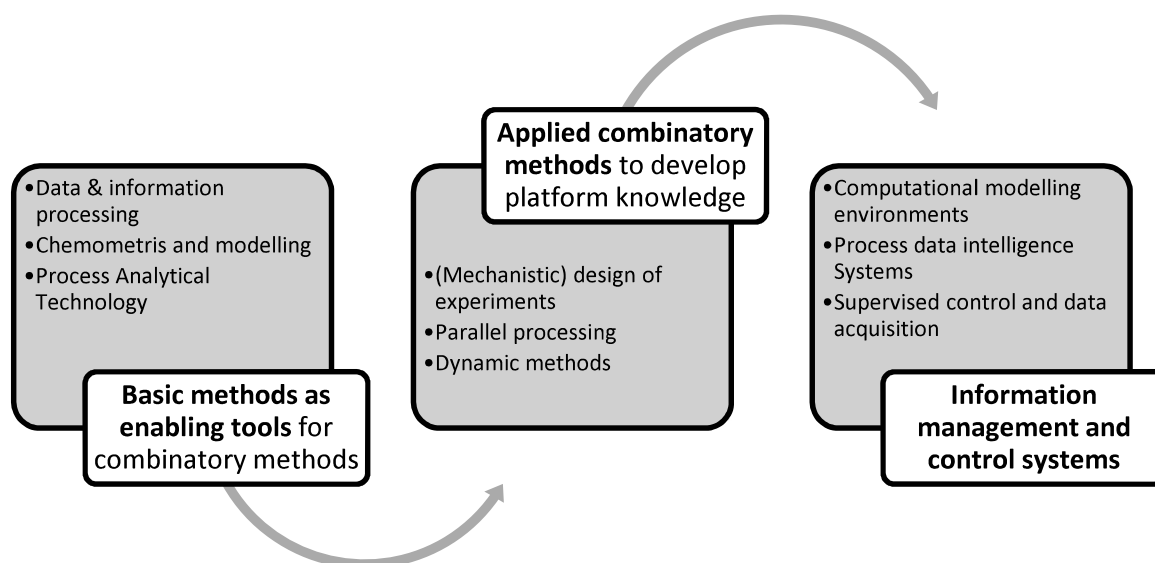 •Data & information
processing
•Chemometris and modelling
•Process Analytical
Technology
Basic methods as
enabling tools for
combinatory methods
Applied combinatory
methods to develop
platform knowledge
•(Mechanistic) design of
experiments
•Parallel processing
•Dynamic methods
•Computational modelling
environments
•Process data intelligence
Systems
•Supervised control and data
acquisition
Information
management and
control systems